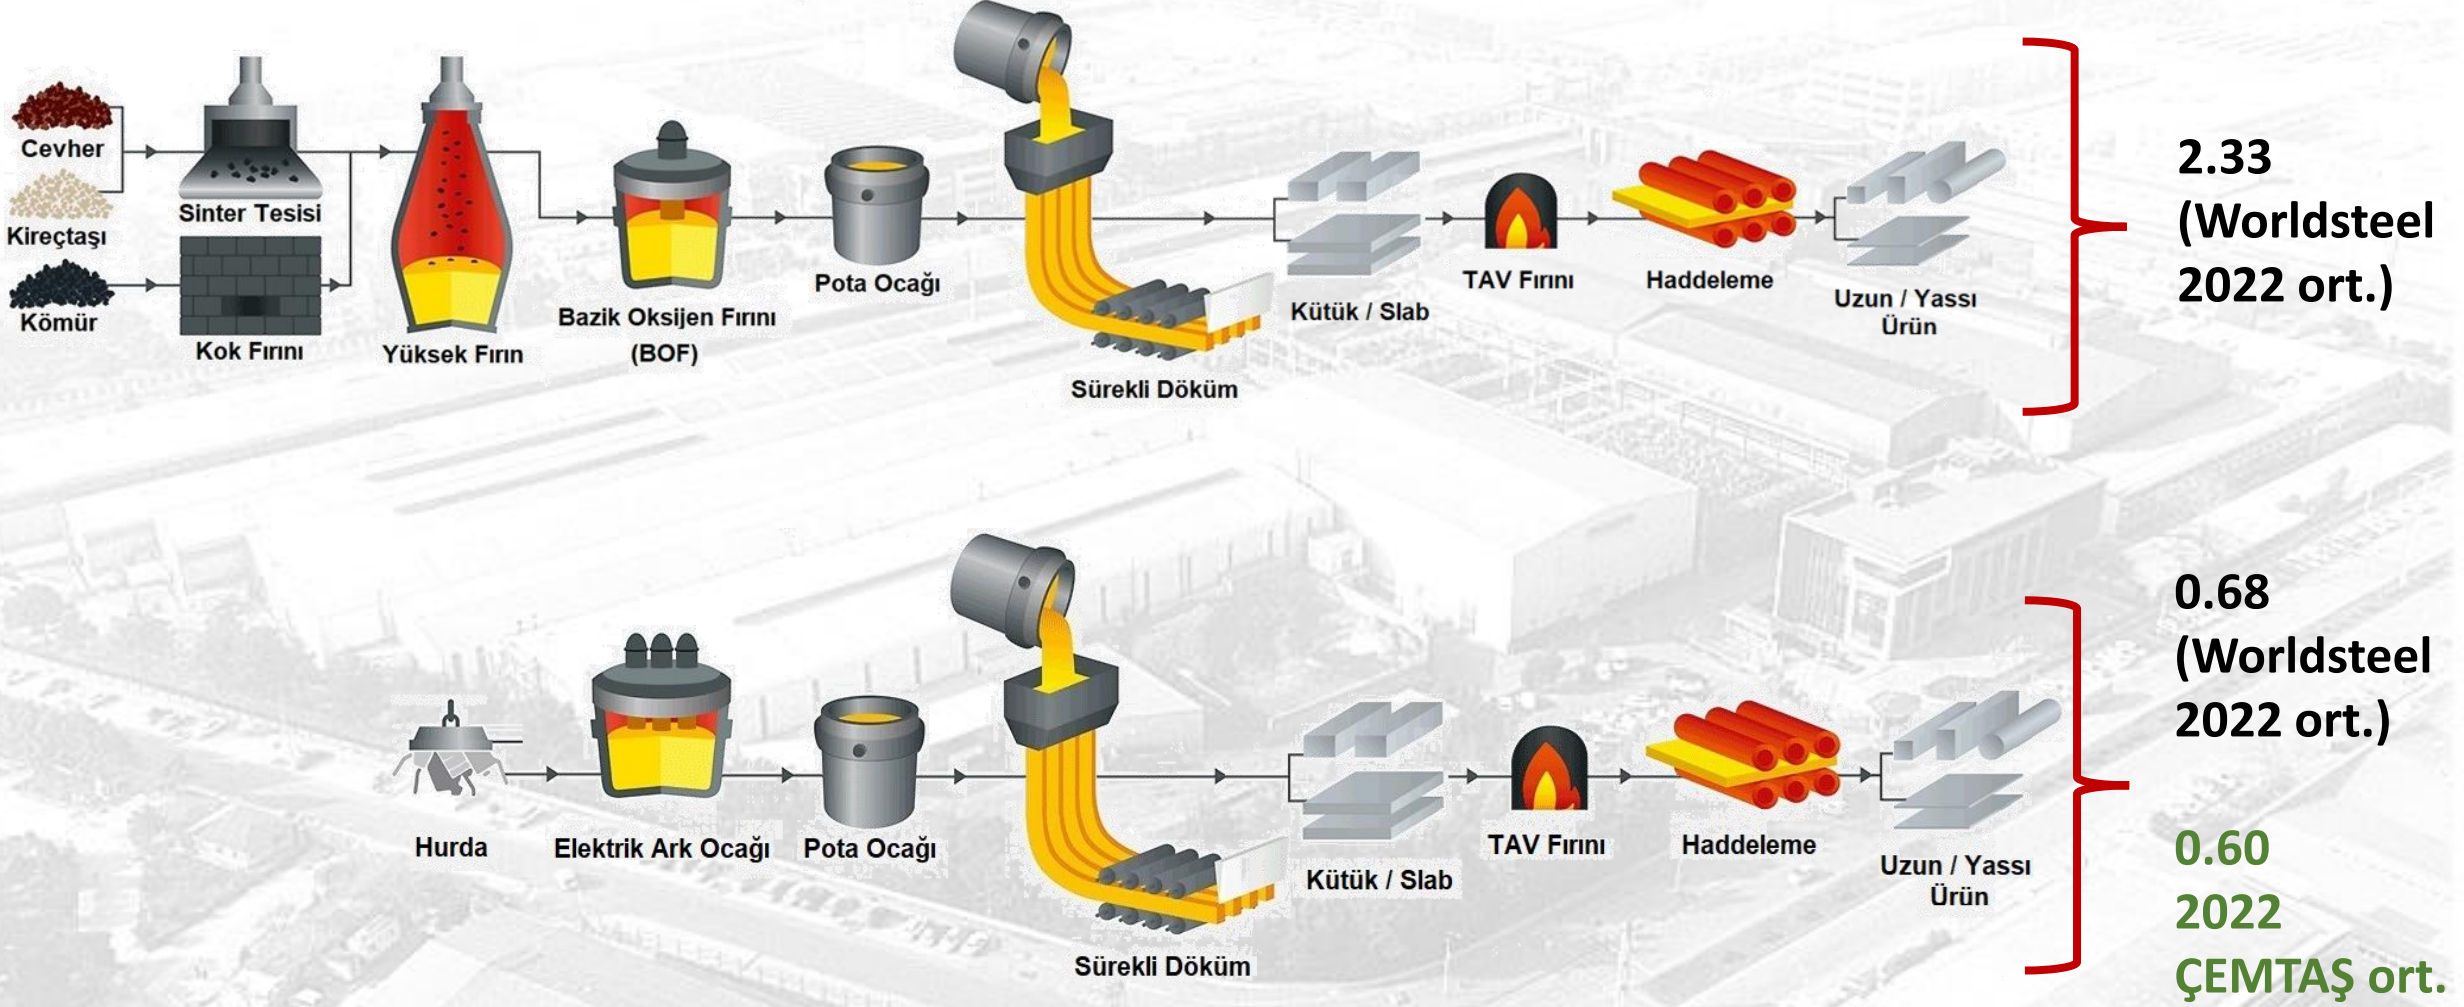 Cevher
Kireçtaşı
Kömür
Sinter Tesisi
Kok Fırını
Yüksek Fırın
Bazik Oksijen Fırını
(BOF)
Pota Ocağı
Sürekli Döküm
Kütük / Slab
TAV Fırını
Haddeleme
Uzun / Yassı
Ürün
2.33
(Worldsteel
2022 ort.)
Hurda
Elektrik Ark Ocağı
Pota Ocağı
Sürekli Döküm
Kütük / Slab
TAV Fırını
Haddeleme
Uzun / Yassı
Ürün
0.68
(Worldsteel
2022 ort.)
0.60
2022
ÇEMTAŞ ort.